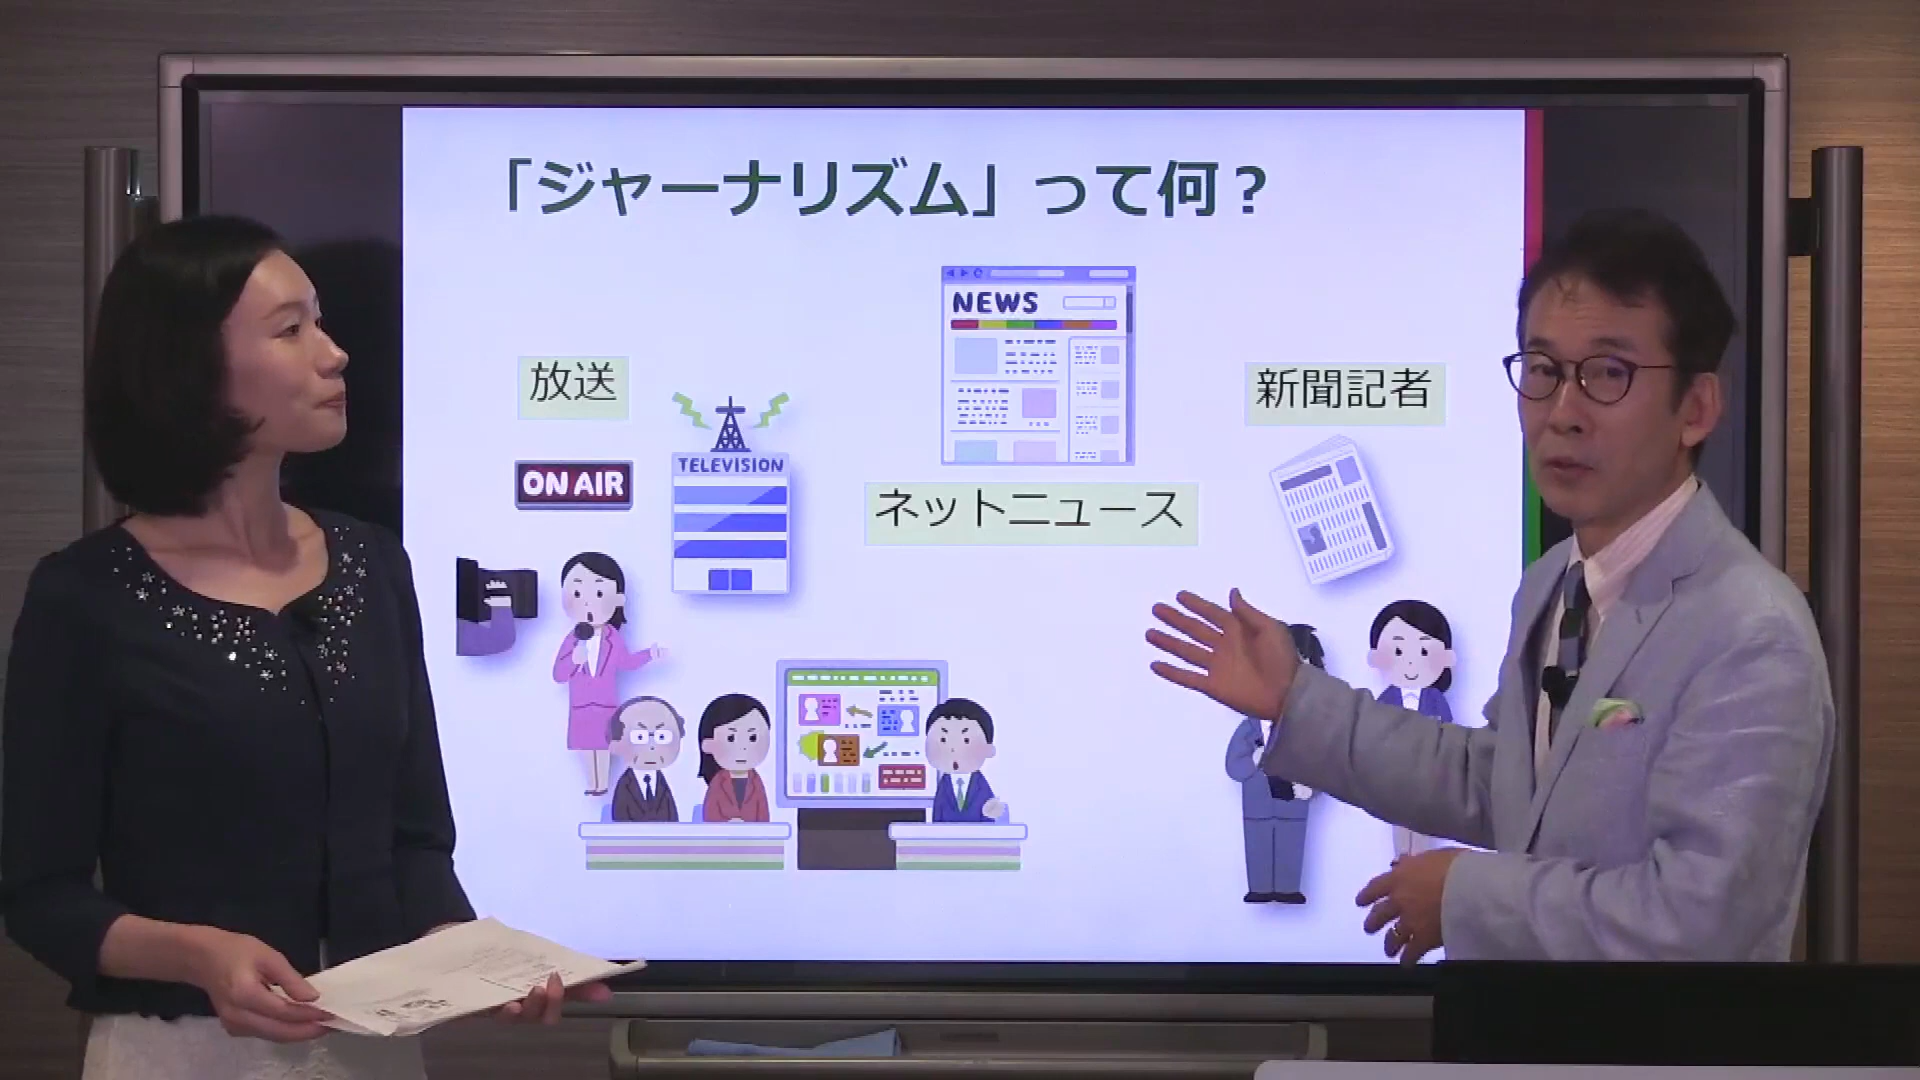 「ジャーナリズム」って何？
NEWS
放送
新聞記者
TELEVISION
ON AIR
ネットニュース